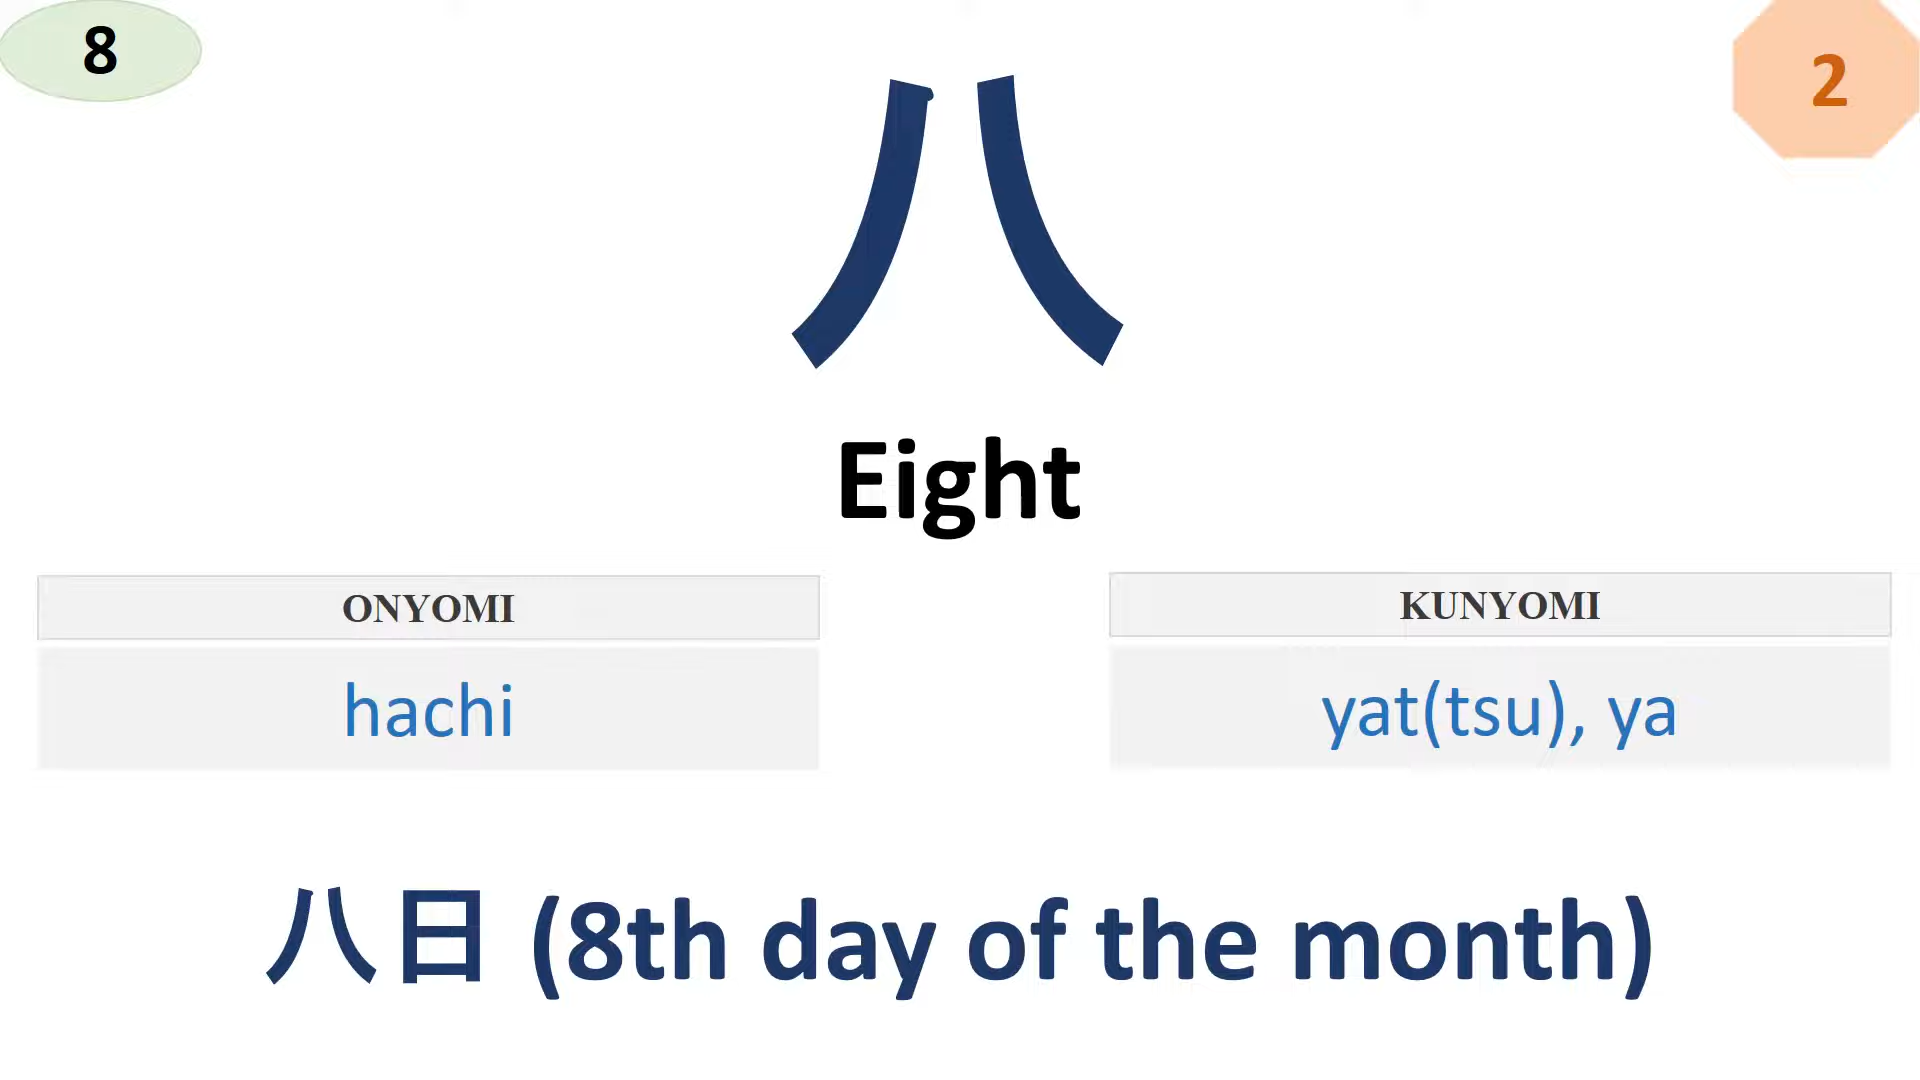 8
2
八
Eight
ONYOMI
KUNYOMI
hachi
yat(tsu), ya
八日 (8th day of the month)